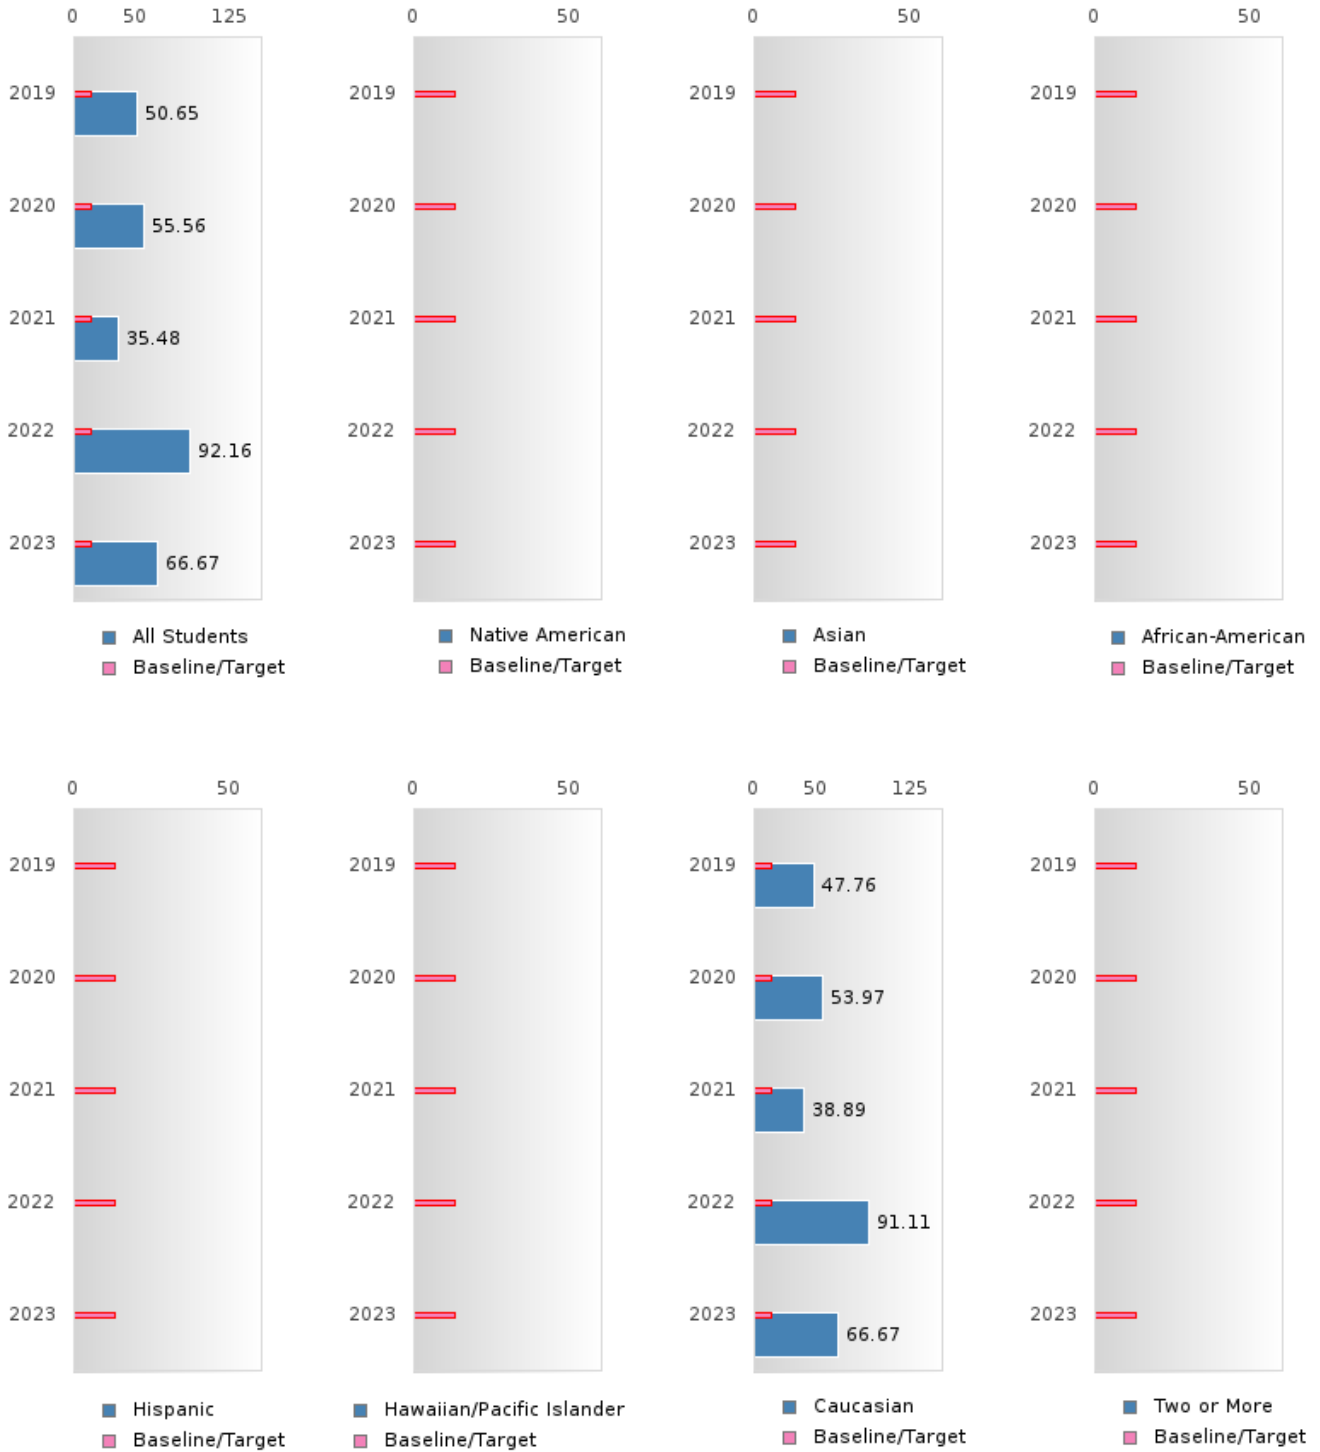 0 50 125
2019 50.65
2020 55.56
2021 35.48
2022 92.16
2023 66.67
All Students
Baseline/Target
0 50
2019
2020
2021
2022
2023
Native American
Baseline/Target
0 50
2019
2020
2021
2022
2023
Asian
Baseline/Target
0 50
2019
2020
2021
2022
2023
African-American
Baseline/Target
0 50
2019
2020
2021
2022
2023
Hispanic
Baseline/Target
0 50
2019
2020
2021
2022
2023
Hawaiian/Pacific Islander
Baseline/Target
0 50 125
2019 47.76
2020 53.97
2021 38.89
2022 91.11
2023 66.67
Caucasian
Baseline/Target
0 50
2019
2020
2021
2022
2023
Two or More
Baseline/Target